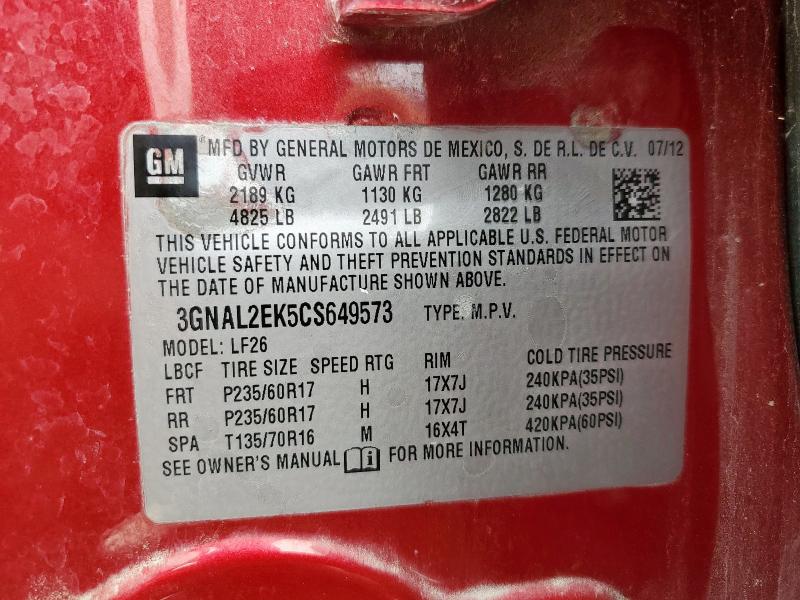 GM ®MFD BY GENERAL MOTORS DE MEXICO, S. DE R.L. DE C.V. 07/12
GVWR GAWR FRT GAWR RR
2189 KG 1130 KG 1280 KG
4825 LB 2491 LB 2822 LB
THIS VEHICLE CONFORMS TO ALL APPLICABLE U.S. FEDERAL MOTOR
VEHICLE SAFETY AND THEFT PREVENTION STANDARDS IN EFFECT ON
THE DATE OF MANUFACTURE SHOWN ABOVE.
3GNAL2EK5CS649573 TYPE: M.P.V.
MODEL: LF26
LBCF TIRE SIZE SPEED RTG RIM COLD TIRE PRESSURE
FRT P235/60R17 H 17X7J 240KPA(35PSI)
RR P235/60R17 H 17X7J 240KPA(35PSI)
SPA T135/70R16 M 16X4T 420KPA(60PSI)
SEE OWNER'S MANUAL i FOR MORE INFORMATION.